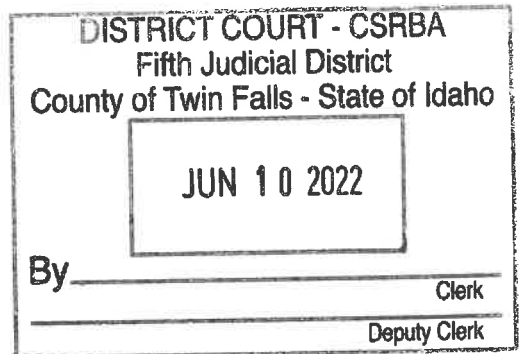 DISTRICT COURT - CSRBA
Fifth Judicial District
County of Twin Falls - State of Idaho
JUN 10 2022
By
Clerk
Deputy Clerk